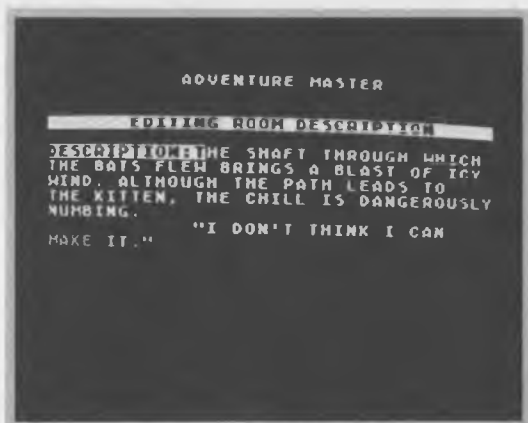 ADVENTURE MASTER
EDITING ROOM DESCRIPTION
DESCRIPTION:THE SHAFT THROUGH WHICH
THE BATS FLEW BRINGS A BLAST OF ICY
WIND. ALTHOUGH THE PATH LEADS TO
THE KITTEN, THE CHILL IS DANGEROUSLY
NUMBING.
"I DON'T THINK I CAN
MAKE IT."